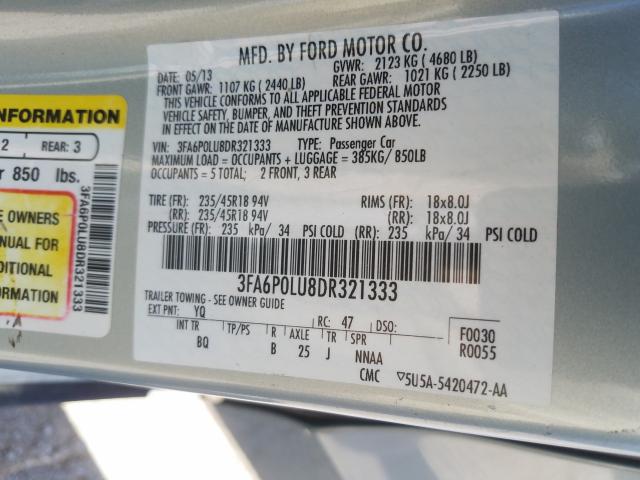 MFD. BY FORD MOTOR CO.
DATE: 05/13 GVWR: 2123 KG ( 4680 LB)
FRONT GAWR: 1107 KG ( 2440 LB) REAR GAWR: 1021 KG ( 2250 LB)
THIS VEHICLE CONFORMS TO ALL APPLICABLE FEDERAL MOTOR
VEHICLE SAFETY, BUMPER, AND THEFT PREVENTION STANDARDS
IN EFFECT ON THE DATE OF MANUFACTURE SHOWN ABOVE.
VIN: 3FA6P0LU8DR321333 TYPE: Passenger Car
MAXIMUM LOAD = OCCUPANTS + LUGGAGE = 385KG/ 850LB
OCCUPANTS = 5 TOTAL; 2 FRONT, 3 REAR
TIRE (FR): 235/45R18 94V RIMS (FR): 18x8.0J
(RR): 235/45R18 94V (RR): 18x8.0J
PRESSURE (FR): 235 kPa/ 34 PSI COLD (RR): 235 kPa/ 34 PSI COLD
3FA6P0LU8DR321333
TRAILER TOWING - SEE OWNER GUIDE
EXT PNT: YQ RC: 47 DSO:
INT TR TP/PS R AXLE TR SPR
BQ B 25 J NNAA
F0030
R0055
CMC ▽5U5A-5420472-AA
INFORMATION
2 REAR: 3
850 lbs.
OWNERS
MANUAL FOR
ADDITIONAL
INFORMATION
3FA6P0LU8DR321333